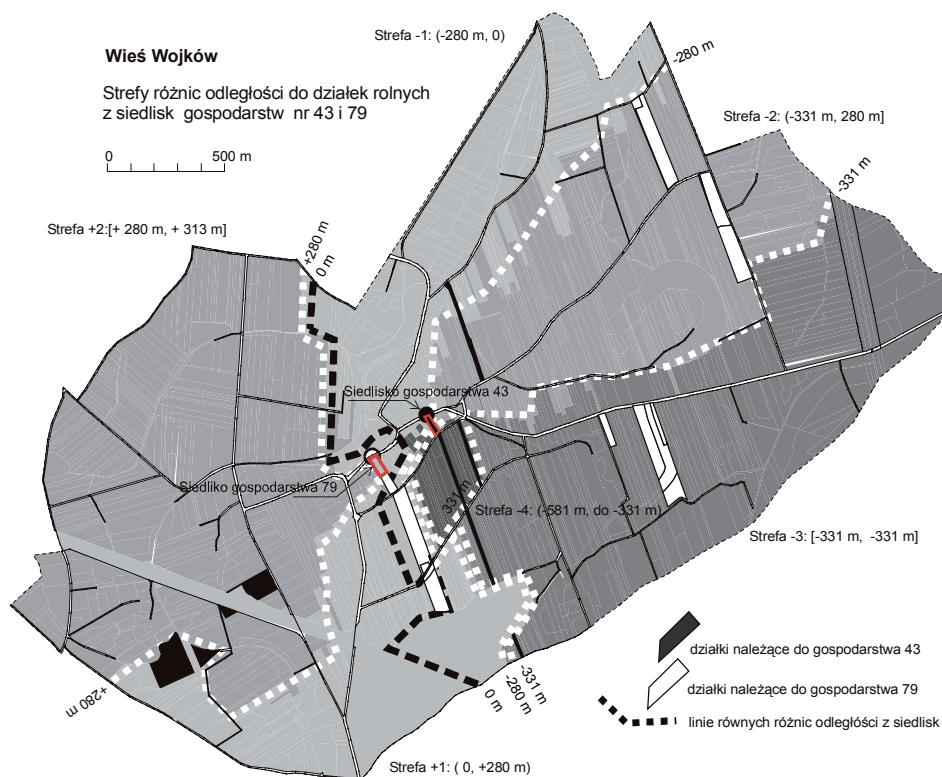 Strefa -1: (-280 m, 0)
Wieś Wojków
Strefy różnic odległości do działek rolnych
z siedlisk gospodarstw nr 43 i 79
0 500 m
-280 m
Strefa -2: (-331 m, 280 m]
-331 m
Strefa +2:[+ 280 m, + 313 m]
+280 m
0 m
Siedlisko gospodarstwa 43
Siedliko gospodarstwa 79
331 m
Strefa -4: (-581 m, do -331 m)
Strefa -3: [-331 m, -331 m]
działki należące do gospodarstwa 43
działki należące do gospodarstwa 79
linie równych różnic odległóści z siedlisk
+280 m
-331 m
-280 m
0 m
Strefa +1: ( 0, +280 m)